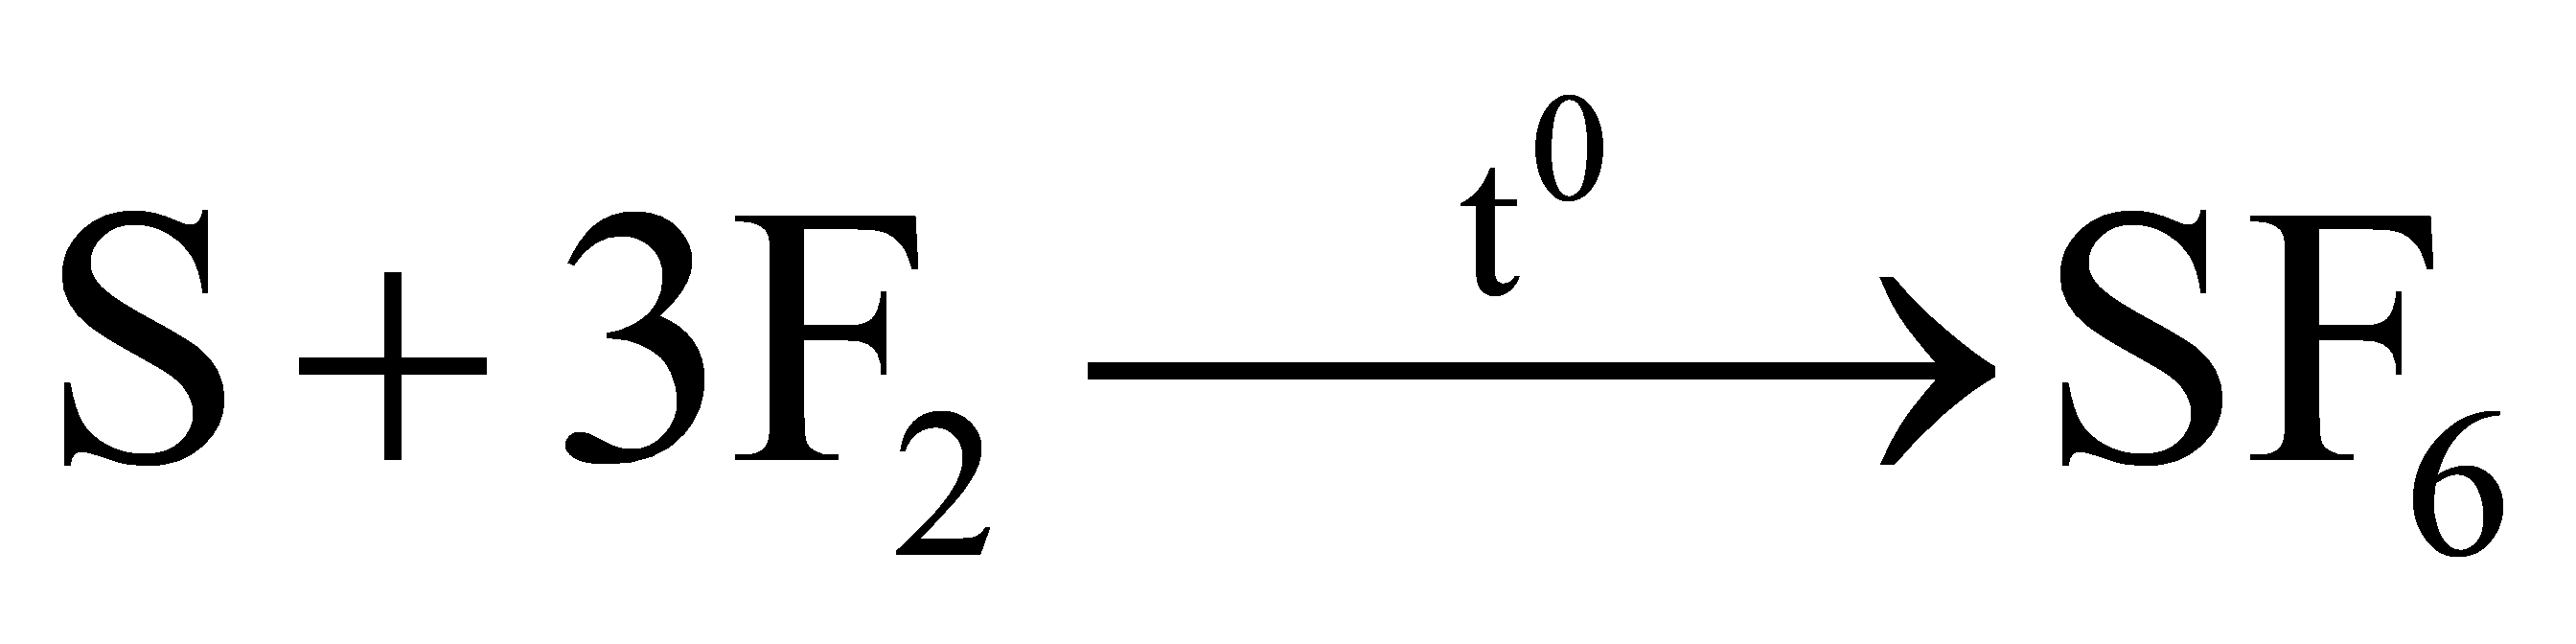 S + 3F₂ —t⁰→ SF₆